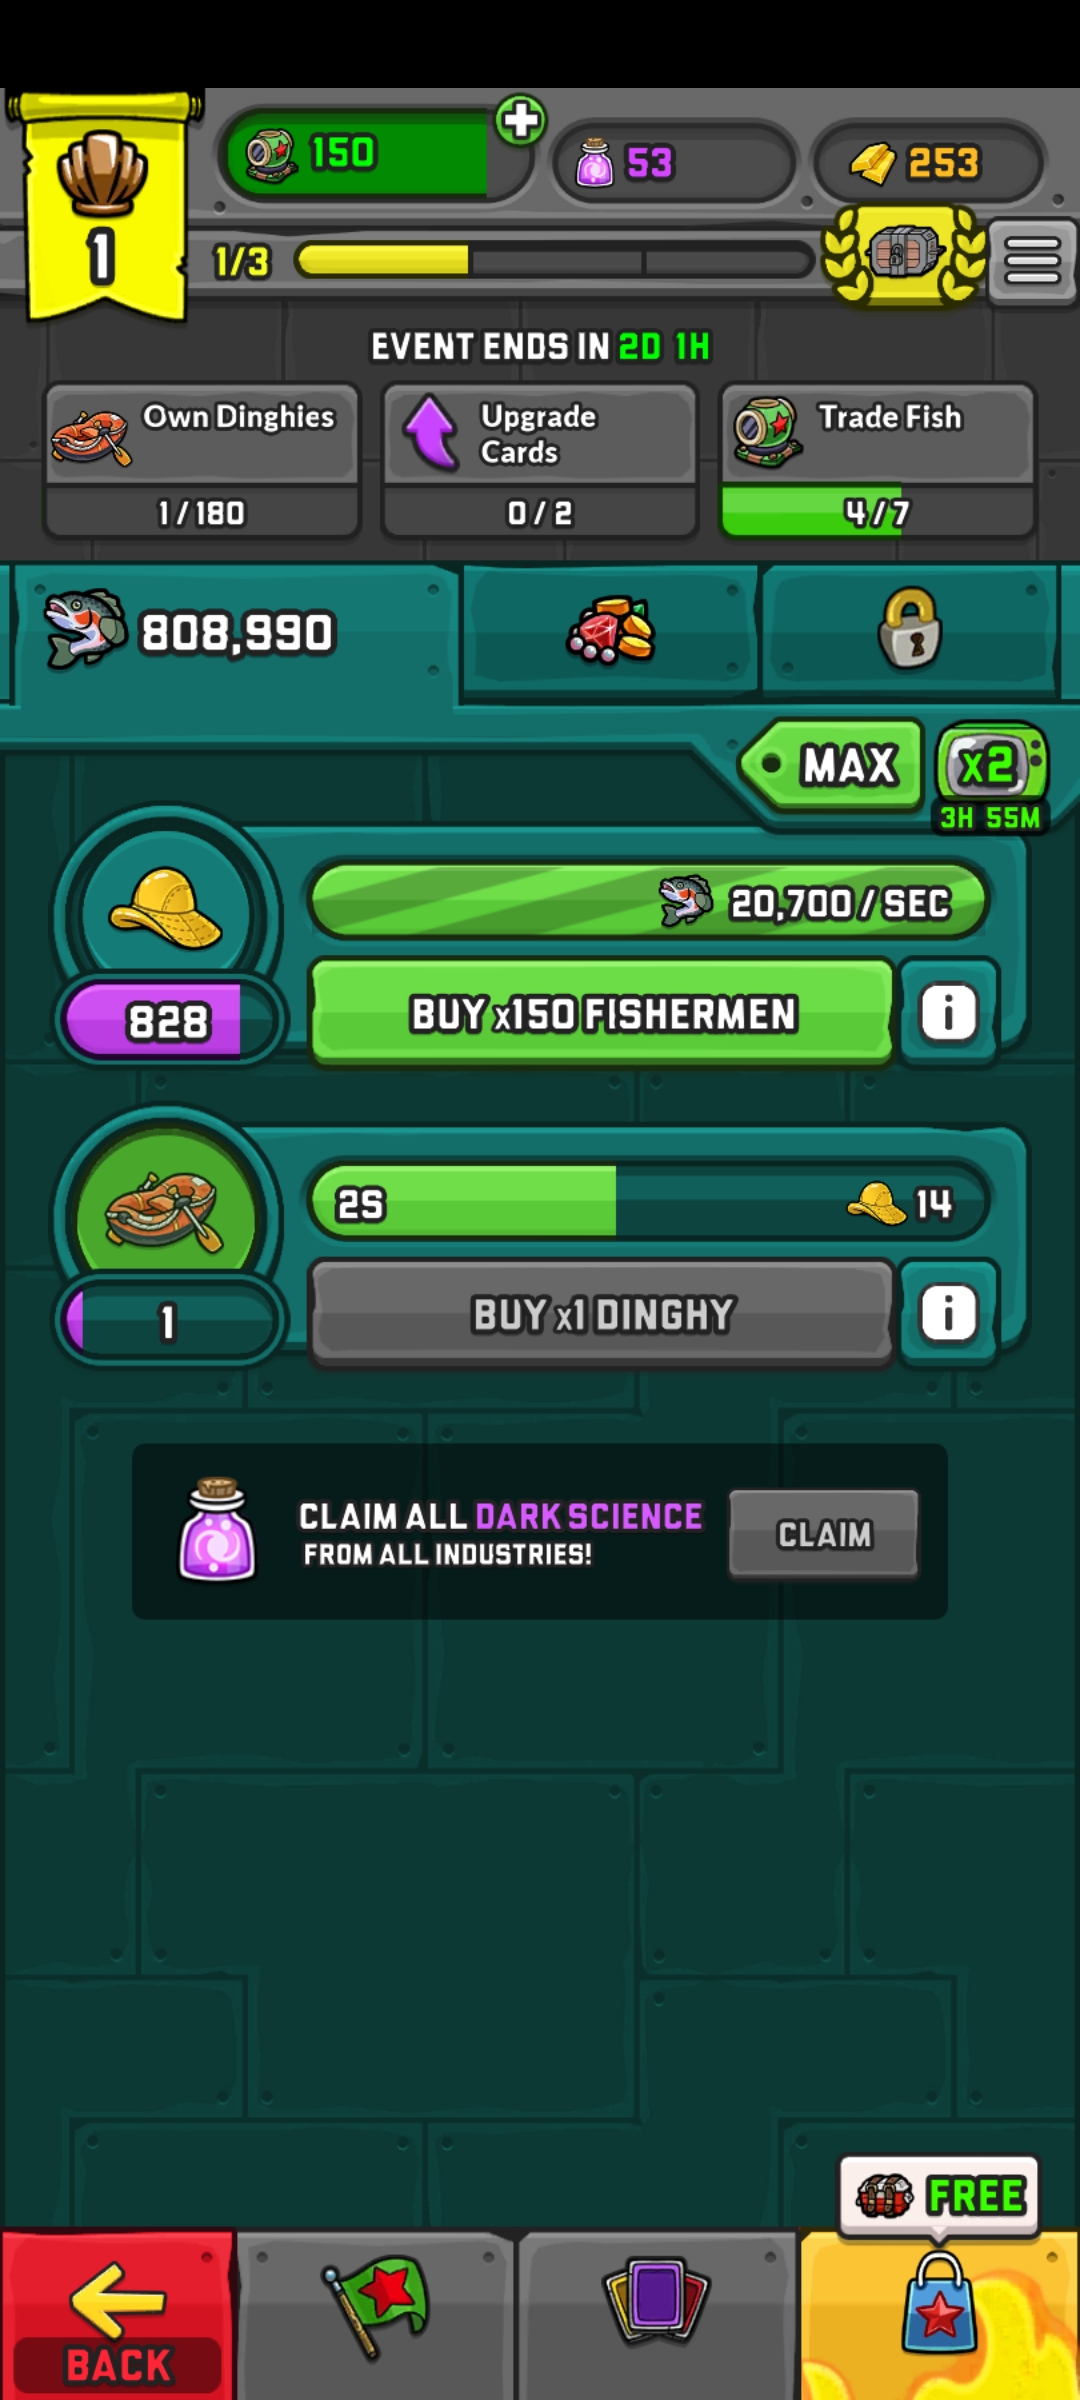 1
150
53
253
1/3
EVENT ENDS IN 2D 1H
Own Dinghies
1 / 180
Upgrade
Cards
0 / 2
Trade Fish
4 / 7
808,990
MAX
x2
3H 55M
20,700 / SEC
828
BUY x150 FISHERMEN
i
2S
14
1
BUY x1 DINGHY
i
CLAIM ALL DARK SCIENCE
FROM ALL INDUSTRIES!
CLAIM
FREE
BACK